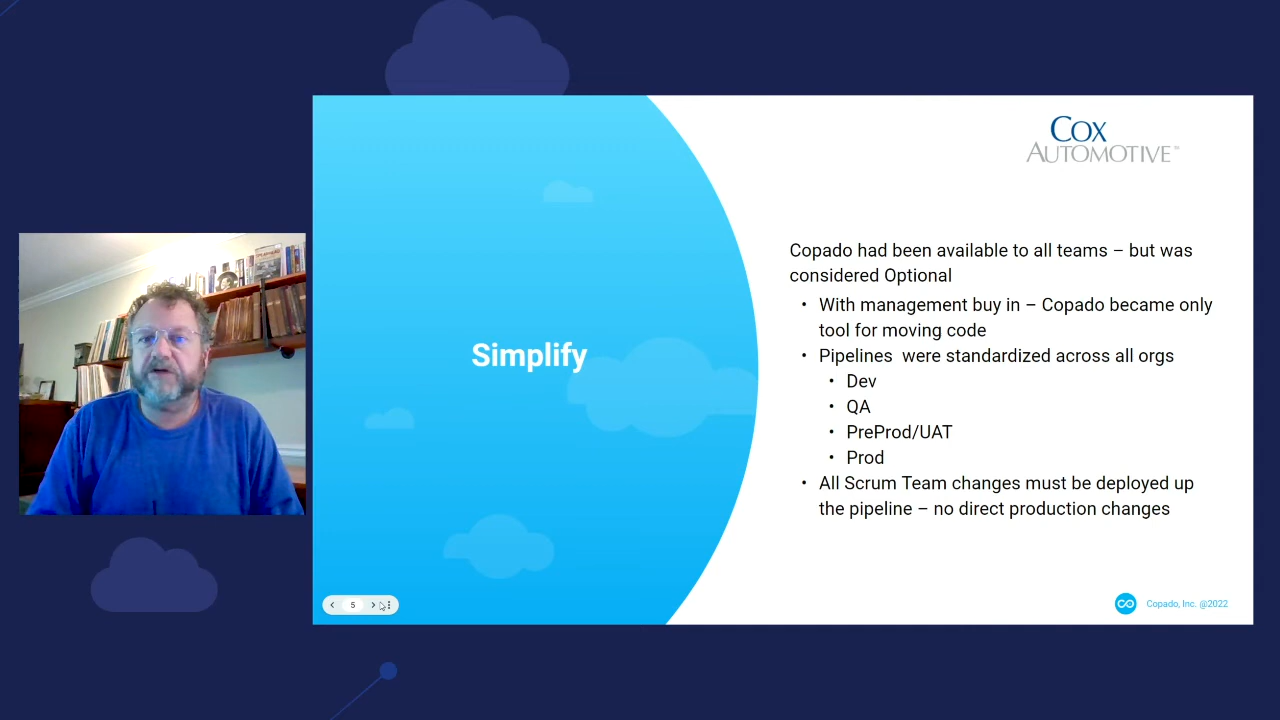 COX
AUTOMOTIVE
Simplify
Copado had been available to all teams – but was
considered Optional
• With management buy in – Copado became only
tool for moving code
• Pipelines were standardized across all orgs
• Dev
• QA
• PreProd/UAT
• Prod
• All Scrum Team changes must be deployed up
the pipeline – no direct production changes
5
Copado, Inc. @2022